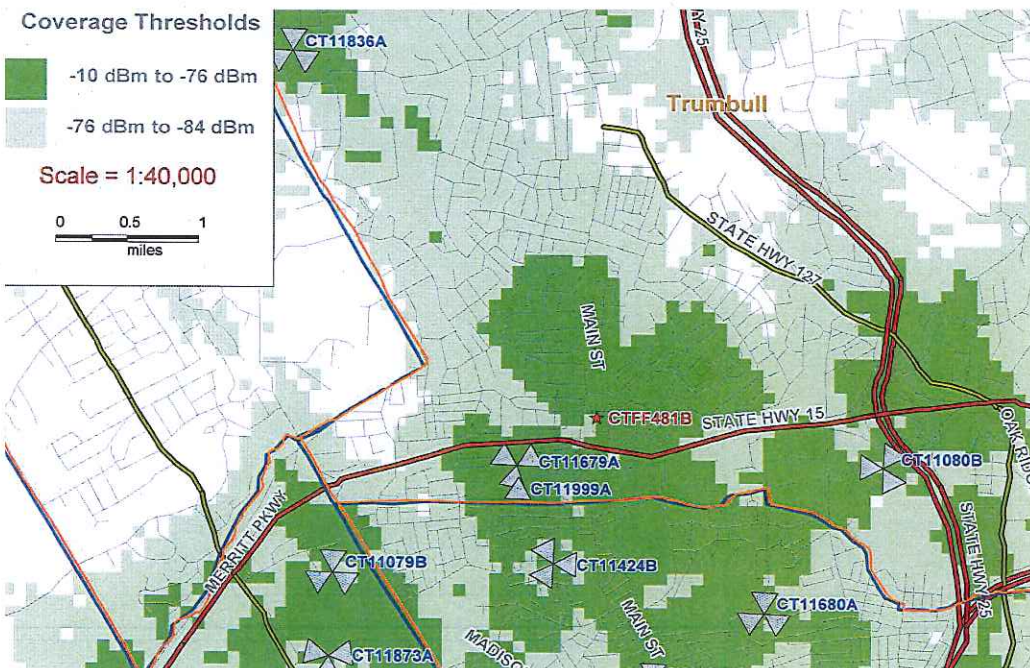 Coverage Thresholds
-10 dBm to -76 dBm
-76 dBm to -84 dBm
Scale = 1:40,000
0 0.5 1
miles
CT11836A
Trumbull
STATE HWY 127
MAIN ST
CTFF481B
STATE HWY 15
CT11679A
CT11999A
CT11080B
MERRITT PKWY
CT11079B
CT11424B
STATE HWY 25
CT11680A
MAIN ST
CT11873A